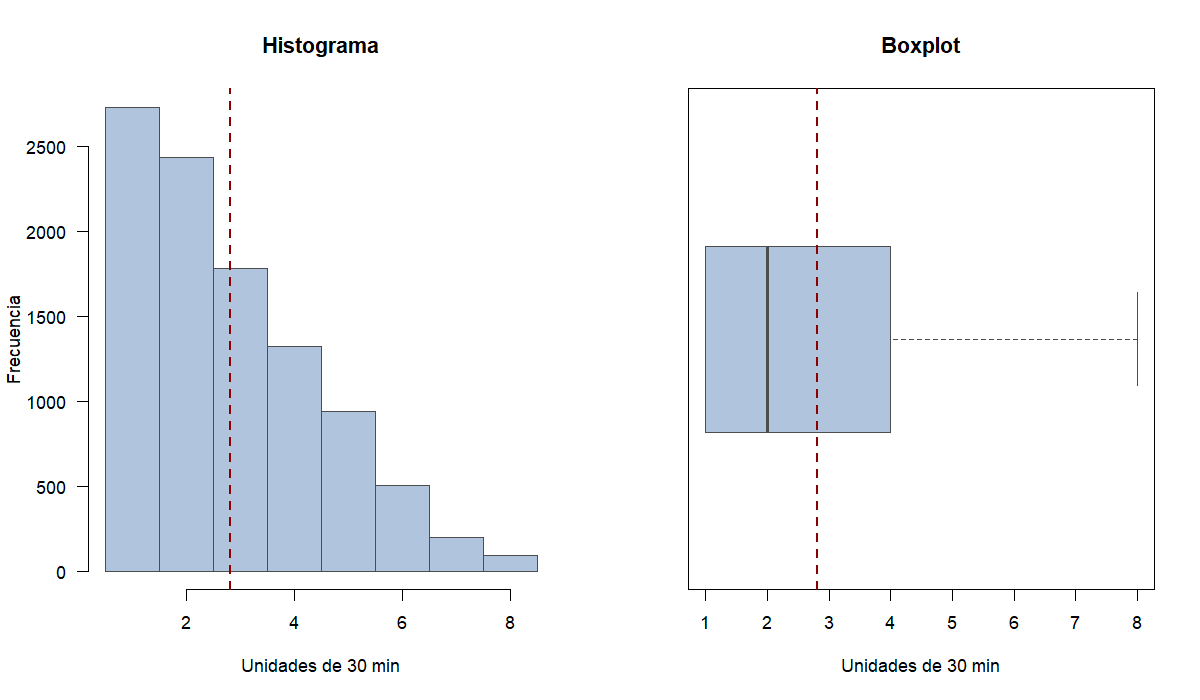 Histograma
Frecuencia
2500
2000
1500
1000
500
0
2 4 6 8
Unidades de 30 min
Boxplot
1 2 3 4 5 6 7 8
Unidades de 30 min